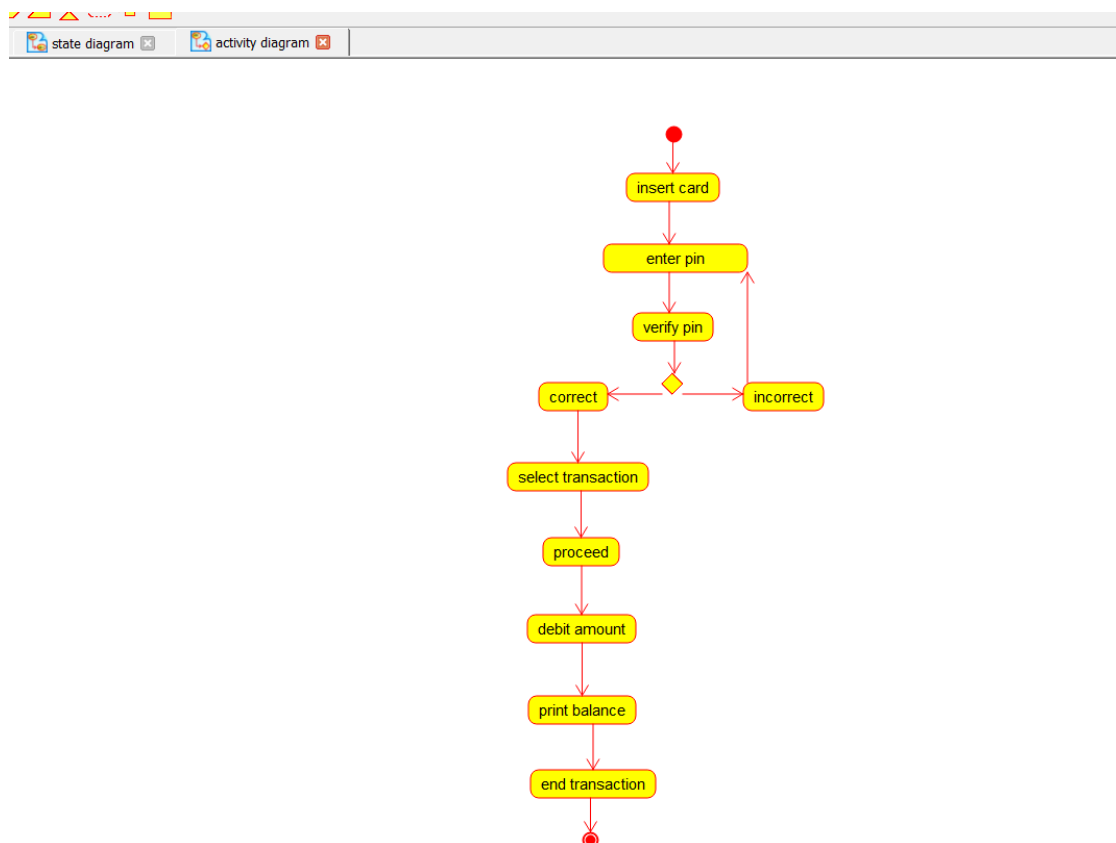 state diagram
activity diagram
insert card
enter pin
verify pin
correct
incorrect
select transaction
proceed
debit amount
print balance
end transaction